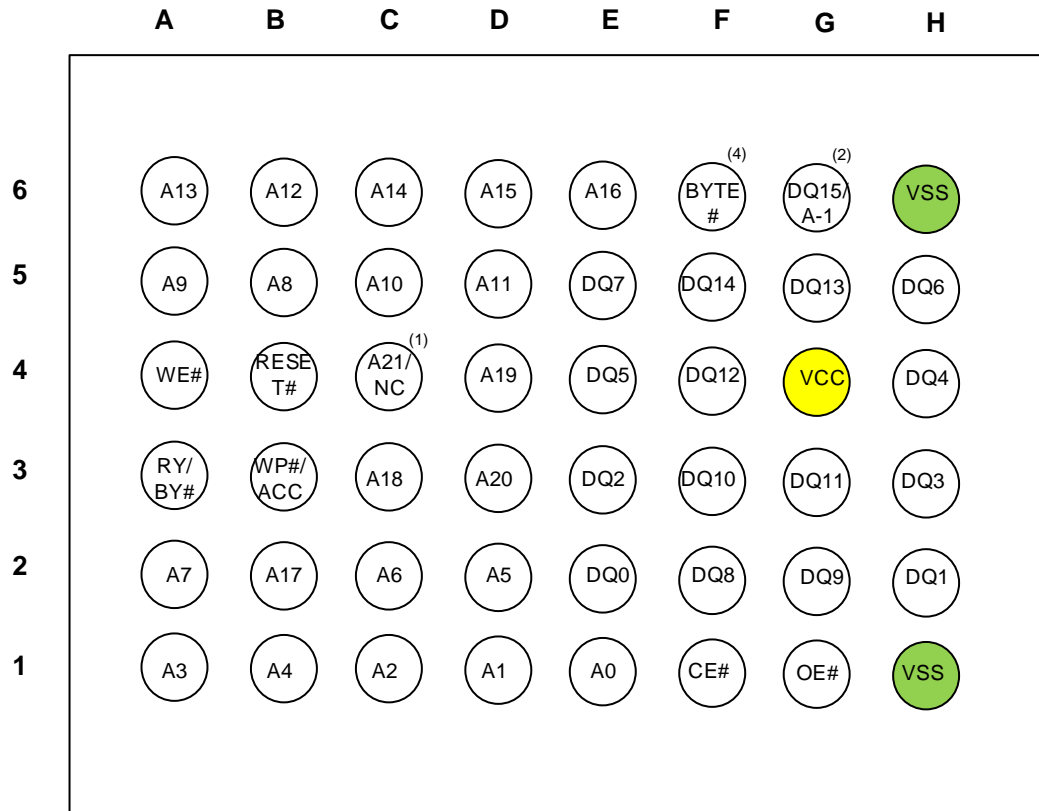 A B C D E F G H
(4) (2)
6 A13 A12 A14 A15 A16 BYTE DQ15/ VSS
# A-1
5 A9 A8 A10 A11 DQ7 DQ14 DQ13 DQ6
(1)
4 WE# RESE A21/ A19 DQ5 DQ12 VCC DQ4
T# NC
3 RY/ WP#/ A18 A20 DQ2 DQ10 DQ11 DQ3
BY# ACC
2 A7 A17 A6 A5 DQ0 DQ8 DQ9 DQ1
1 A3 A4 A2 A1 A0 CE# OE# VSS